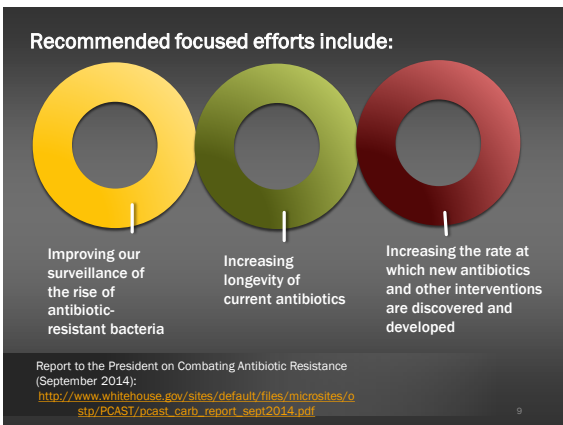 Recommended focused efforts include:
Improving our
surveillance of
the rise of
antibiotic-
resistant bacteria
Increasing
longevity of
current antibiotics
Increasing the rate at
which new antibiotics
and other interventions
are discovered and
developed
Report to the President on Combating Antibiotic Resistance
(September 2014):
http://www.whitehouse.gov/sites/default/files/microsites/o
stp/PCAST/pcast_carb_report_sept2014.pdf
9